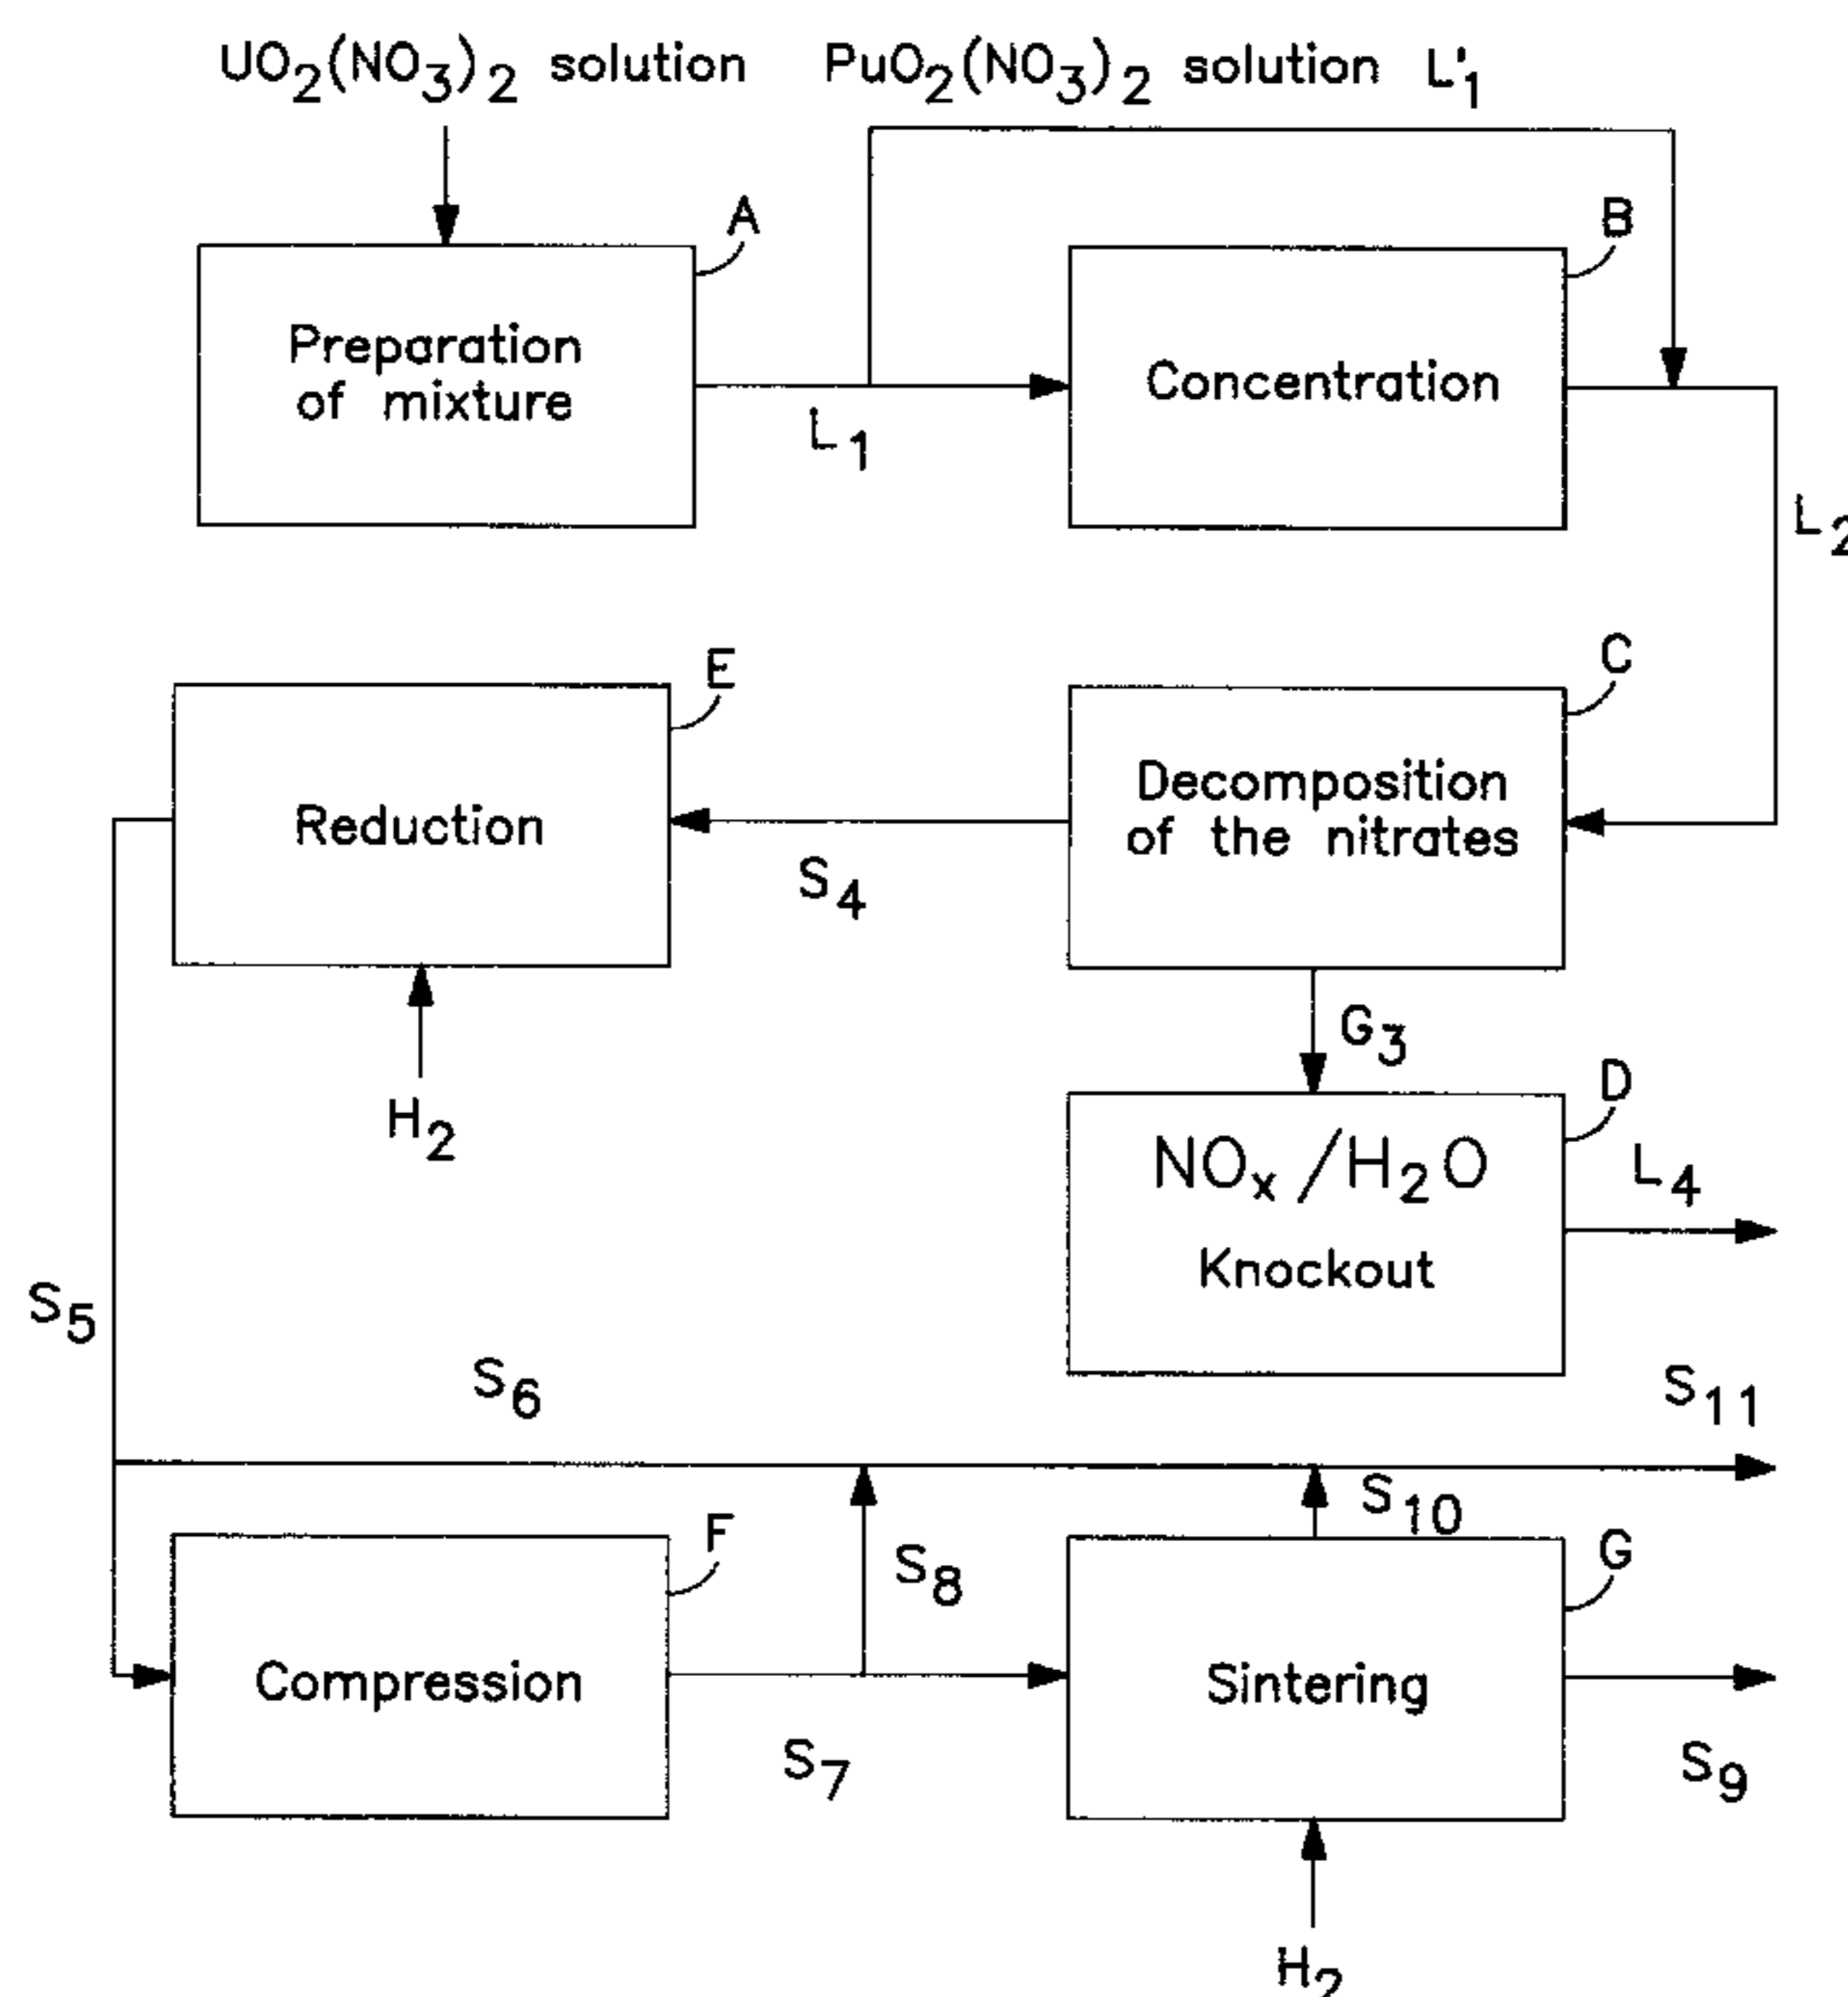 UO₂(NO₃)₂ solution PuO₂(NO₃)₂ solution L'₁
A
B
Preparation
of mixture
Concentration
L₁
L₂
E
C
Reduction
Decomposition
of the nitrates
S₄
G₃
H₂
D
NOₓ/H₂O
Knockout
L₄
S₅
S₆
S₁₁
S₁₀
F
G
S₈
Compression
Sintering
S₇
S₉
H₂